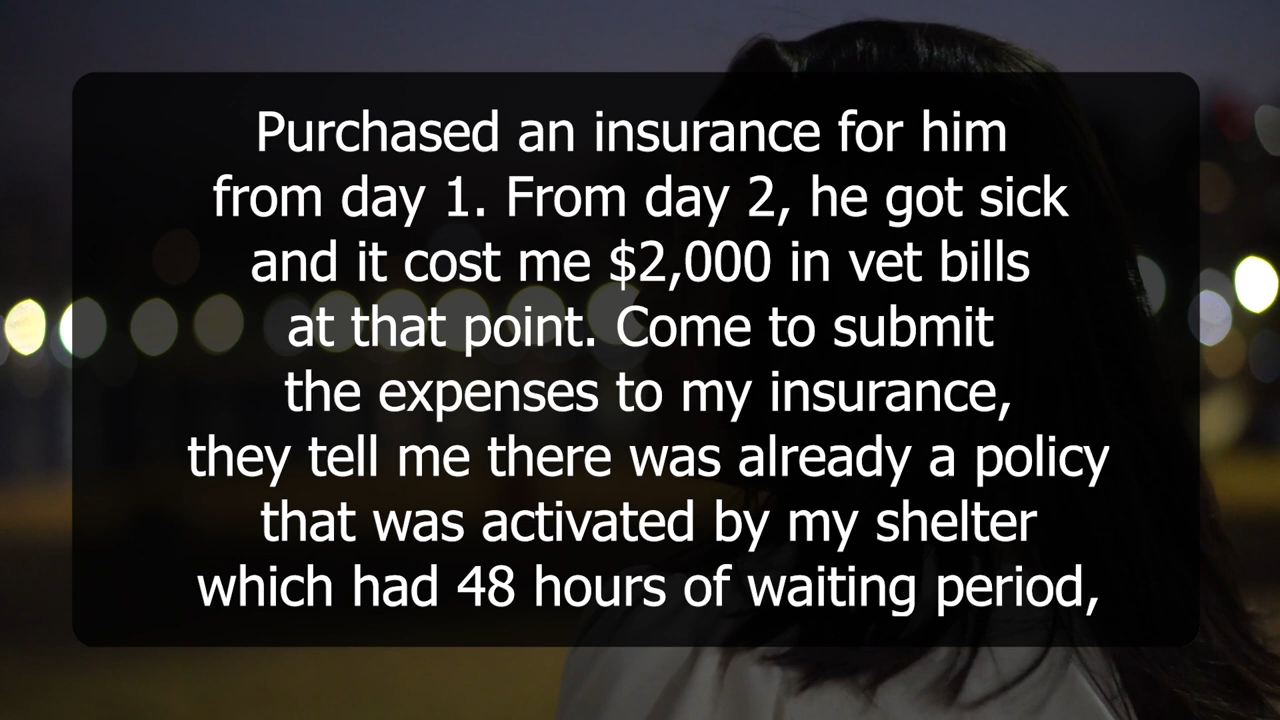 Purchased an insurance for him
from day 1. From day 2, he got sick
and it cost me $2,000 in vet bills
at that point. Come to submit
the expenses to my insurance,
they tell me there was already a policy
that was activated by my shelter
which had 48 hours of waiting period,